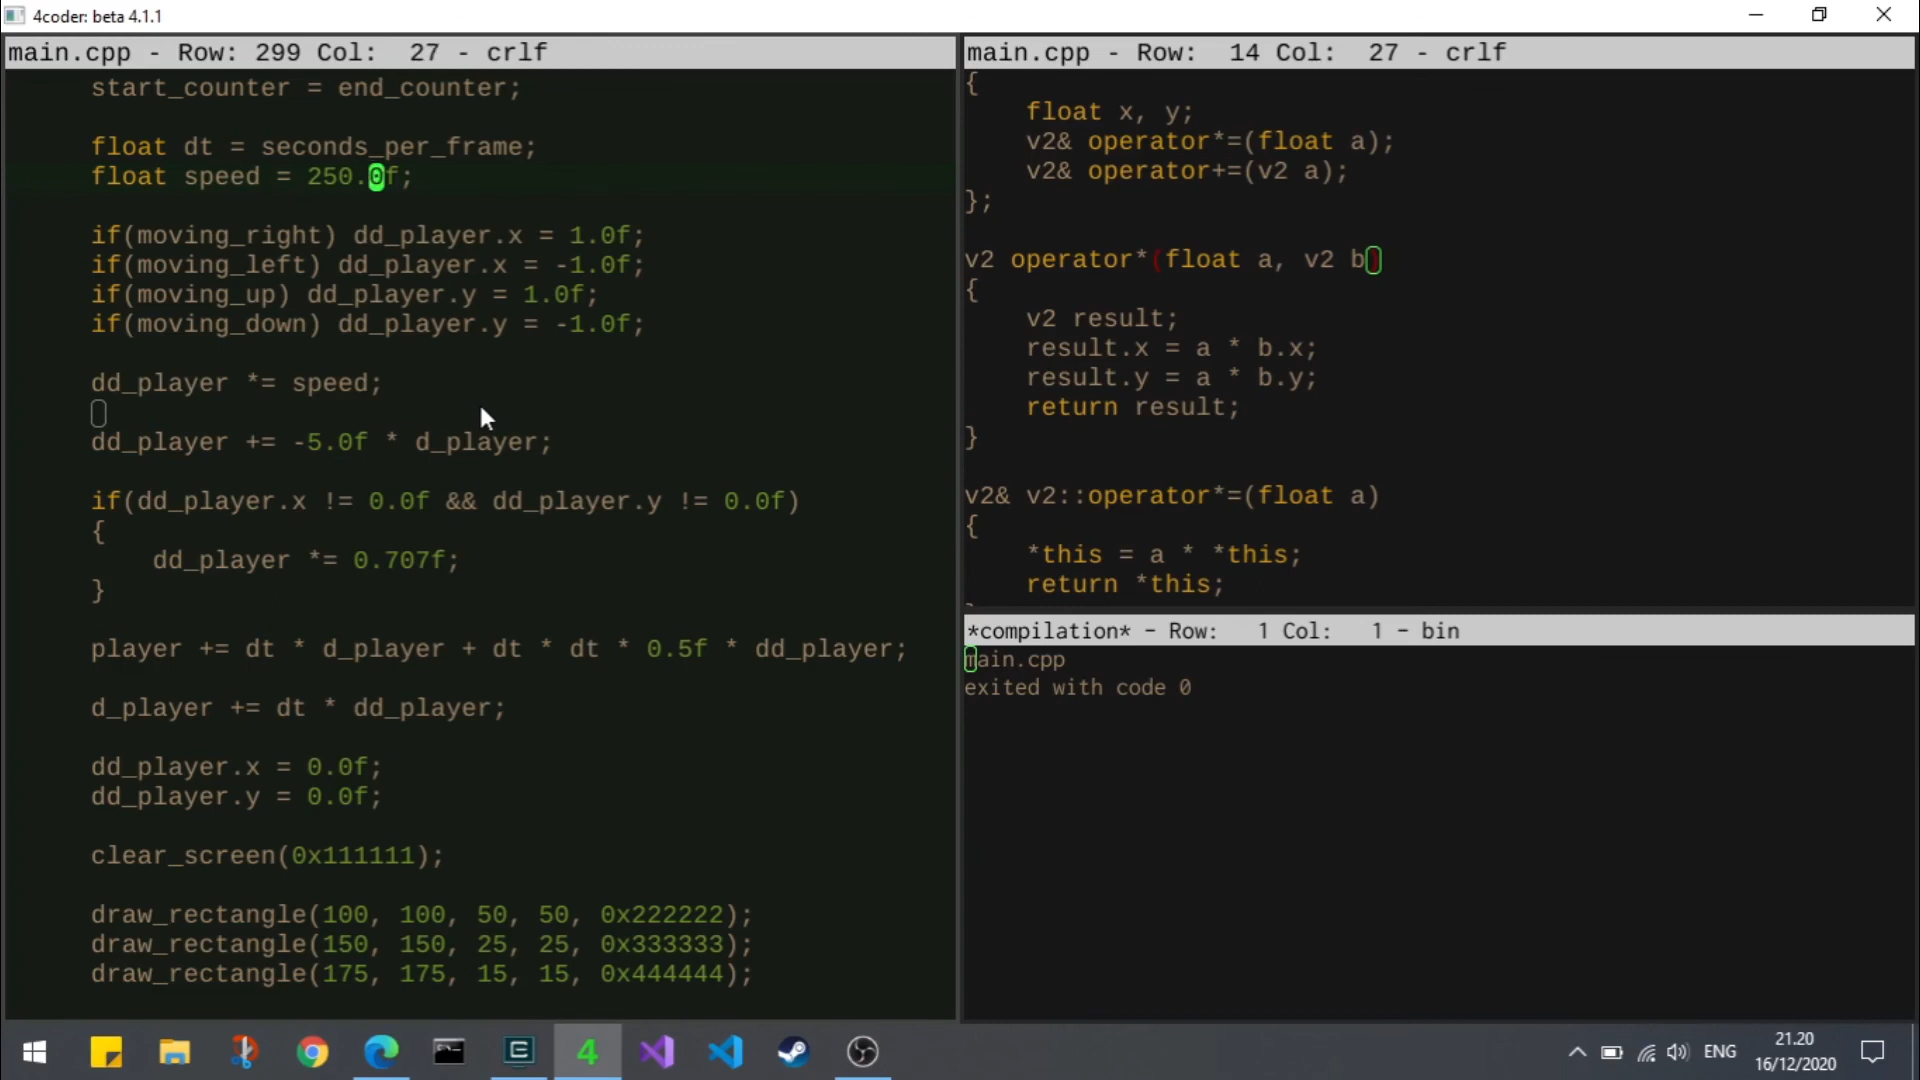 4coder: beta 4.1.1
main.cpp - Row: 299 Col: 27 - crlf
start_counter = end_counter;
float dt = seconds_per_frame;
float speed = 250.0f;
if(moving_right) dd_player.x = 1.0f;
if(moving_left) dd_player.x = -1.0f;
if(moving_up) dd_player.y = 1.0f;
if(moving_down) dd_player.y = -1.0f;
dd_player *= speed;
dd_player += -5.0f * d_player;
if(dd_player.x != 0.0f && dd_player.y != 0.0f)
{
dd_player *= 0.707f;
}
player += dt * d_player + dt * dt * 0.5f * dd_player;
d_player += dt * dd_player;
dd_player.x = 0.0f;
dd_player.y = 0.0f;
clear_screen(0x111111);
draw_rectangle(100, 100, 50, 50, 0x222222);
draw_rectangle(150, 150, 25, 25, 0x333333);
draw_rectangle(175, 175, 15, 15, 0x444444);
main.cpp - Row: 14 Col: 27 - crlf
{
float x, y;
v2& operator*=(float a);
v2& operator+=(v2 a);
};
v2 operator*(float a, v2 b)
{
v2 result;
result.x = a * b.x;
result.y = a * b.y;
return result;
}
v2& v2::operator*=(float a)
{
*this = a * *this;
return *this;
*compilation* - Row: 1 Col: 1 - bin
main.cpp
exited with code 0
4
ENG
21.20
16/12/2020